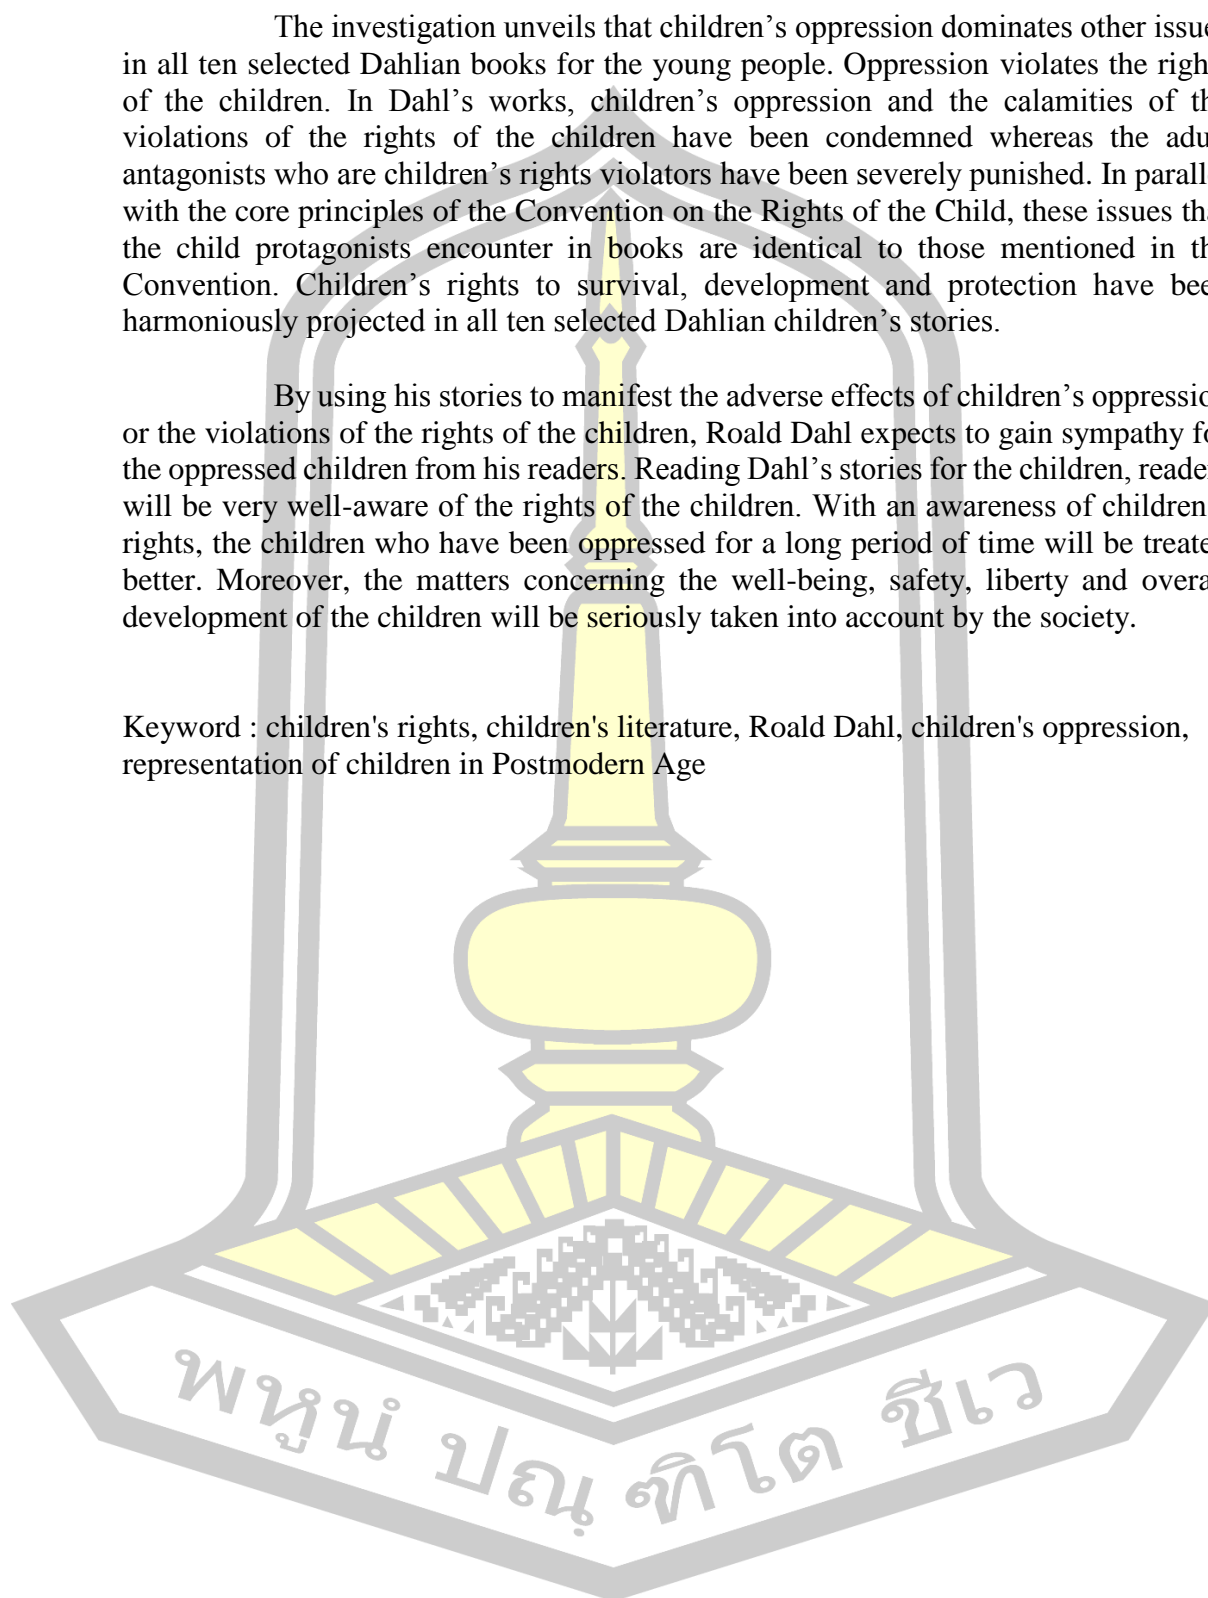 The investigation unveils that children’s oppression dominates other issue
in all ten selected Dahlian books for the young people. Oppression violates the right
of the children. In Dahl’s works, children’s oppression and the calamities of th
violations of the rights of the children have been condemned whereas the adu
antagonists who are children’s rights violators have been severely punished. In parall
with the core principles of the Convention on the Rights of the Child, these issues tha
the child protagonists encounter in books are identical to those mentioned in th
Convention. Children’s rights to survival, development and protection have bee
harmoniously projected in all ten selected Dahlian children’s stories.
By using his stories to manifest the adverse effects of children’s oppressio
or the violations of the rights of the children, Roald Dahl expects to gain sympathy fo
the oppressed children from his readers. Reading Dahl’s stories for the children, reader
will be very well-aware of the rights of the children. With an awareness of children
rights, the children who have been oppressed for a long period of time will be treate
better. Moreover, the matters concerning the well-being, safety, liberty and overa
development of the children will be seriously taken into account by the society.
Keyword : children's rights, children's literature, Roald Dahl, children's oppression,
representation of children in Postmodern Age
พหูนํ ปณฺฑิโต ชีเว